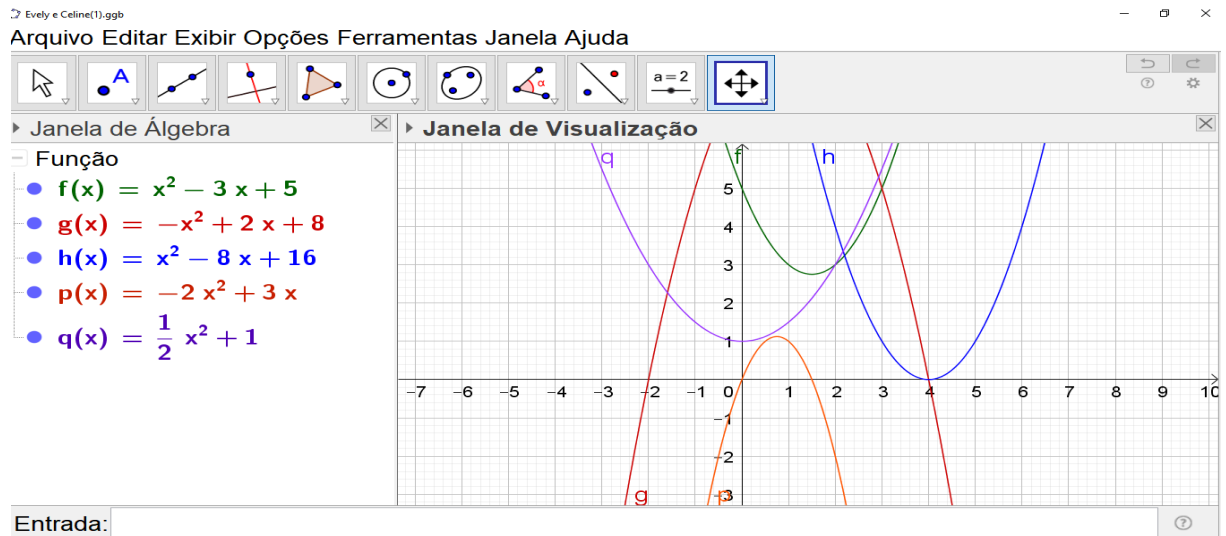 Evely e Celine(1).ggb
Arquivo Editar Exibir Opções Ferramentas Janela Ajuda
A
α
a = 2
Janela de Álgebra
Janela de Visualização
Função
f(x) = x² − 3 x + 5
g(x) = −x² + 2 x + 8
h(x) = x² − 8 x + 16
p(x) = −2 x² + 3 x
q(x) = 1/2 x² + 1
q f h
5
4
3
2
1
−7 −6 −5 −4 −3 −2 −1 0 1 2 3 4 5 6 7 8 9 10
−1
−2
−3
g p
Entrada: